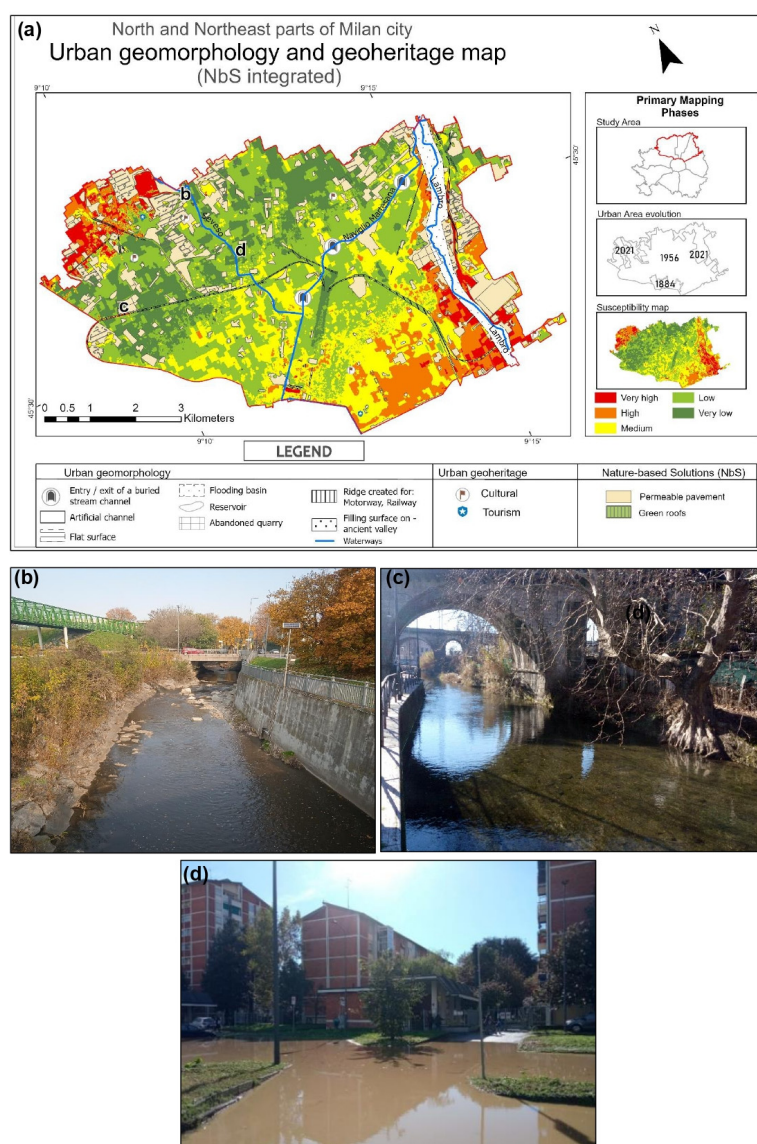 (a)
North and Northeast parts of Milan city
Urban geomorphology and geoheritage map
(NbS integrated)
N
9°10'
9°15'
45°30'
b
Seveso
d
c
Naviglio Martesana
Lambro
Lambro
45°30'
0 0.5 1 2 3
Kilometers
9°10'
9°15'
Primary Mapping
Phases
Study Area
Urban Area evolution
2021
1956
2021
1884
Susceptibility map
Very high
Low
High
Very low
Medium
LEGEND
Urban geomorphology
Entry / exit of a buried
stream channel
Artificial channel
Flat surface
Flooding basin
Reservoir
Abandoned quarry
Ridge created for:
Motorway, Railway
Filling surface on -
ancient valley
Waterways
Urban geoheritage
Cultural
Tourism
Nature-based Solutions (NbS)
Permeable pavement
Green roofs
(b)
(c)
(d)
(d)